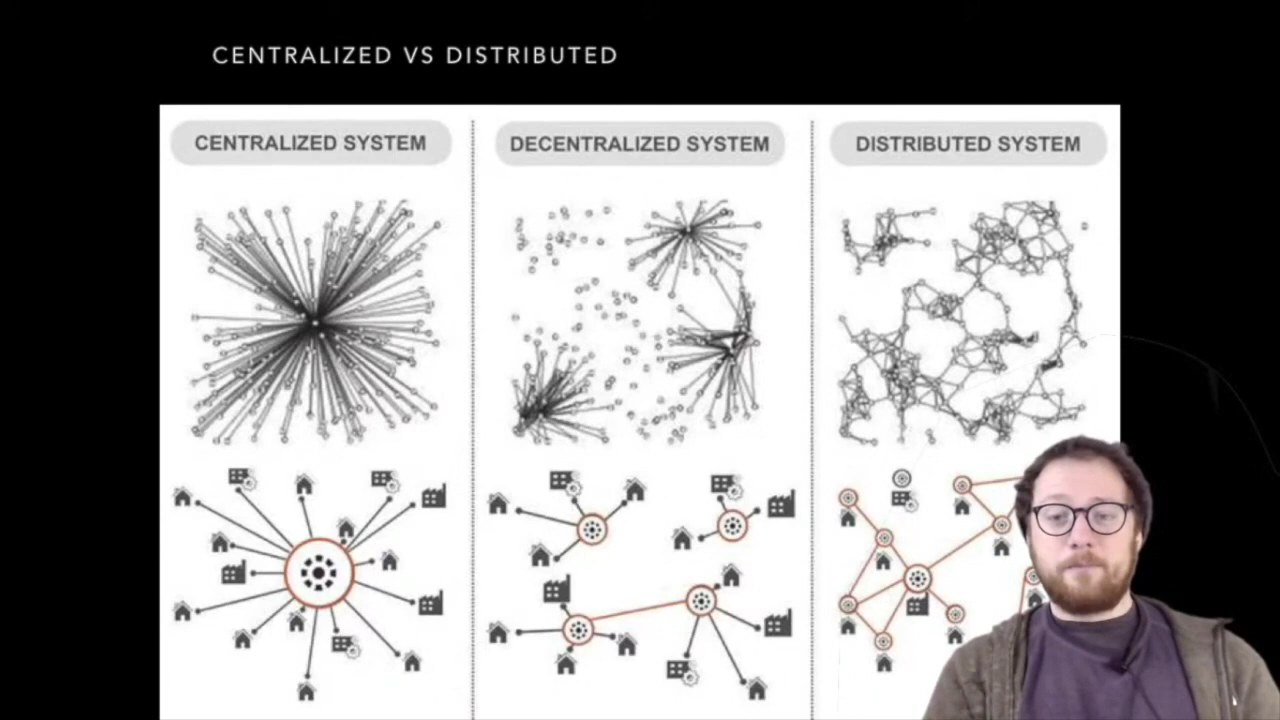 CENTRALIZED VS DISTRIBUTED
CENTRALIZED SYSTEM
DECENTRALIZED SYSTEM
DISTRIBUTED SYSTEM